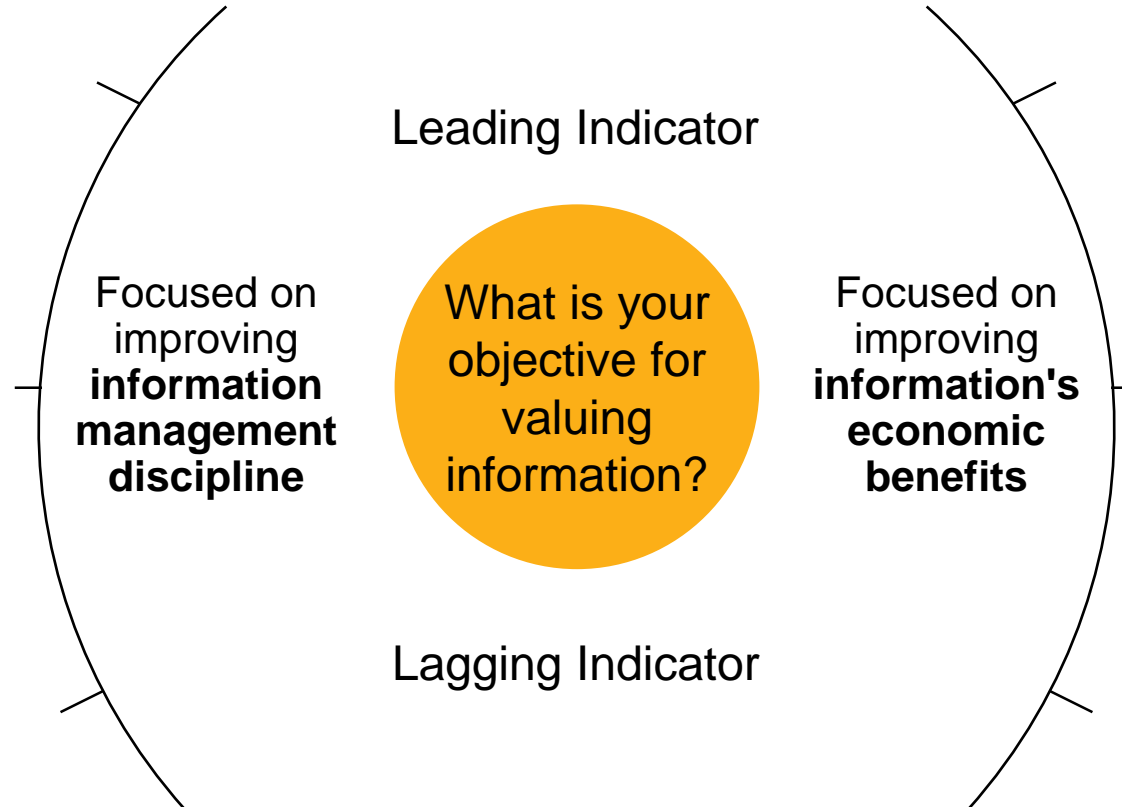 Leading Indicator
Focused on
improving
information
management
discipline
What is your
objective for
valuing
information?
Focused on
improving
information's
economic
benefits
Lagging Indicator